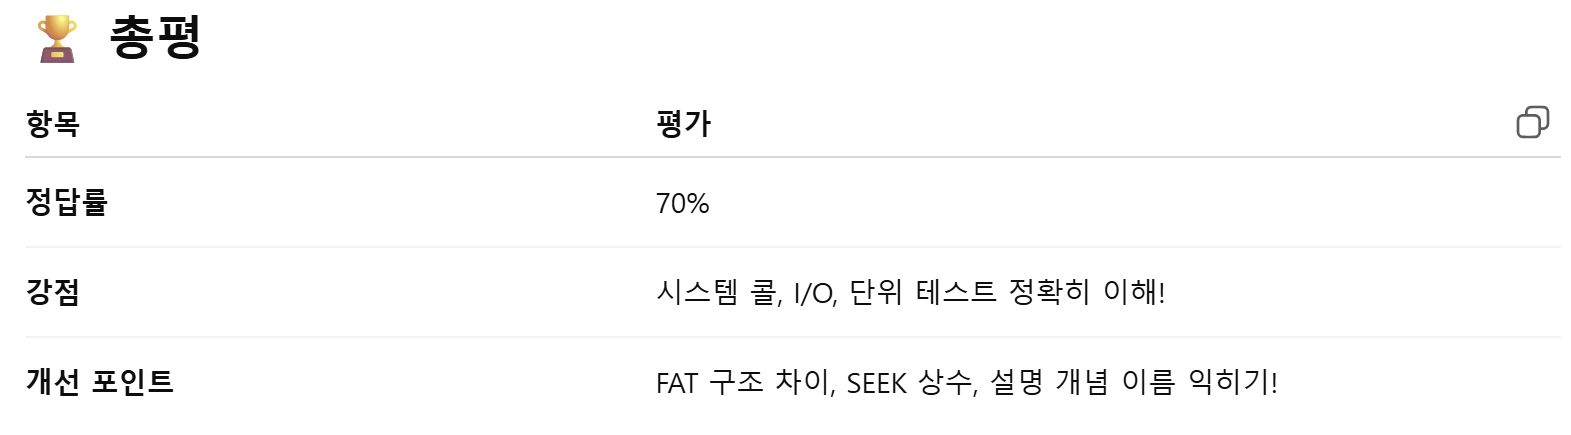 🏆 총평
항목 평가
정답률 70%
강점 시스템 콜, I/O, 단위 테스트 정확히 이해!
개선 포인트 FAT 구조 차이, SEEK 상수, 설명 개념 이름 익히기!